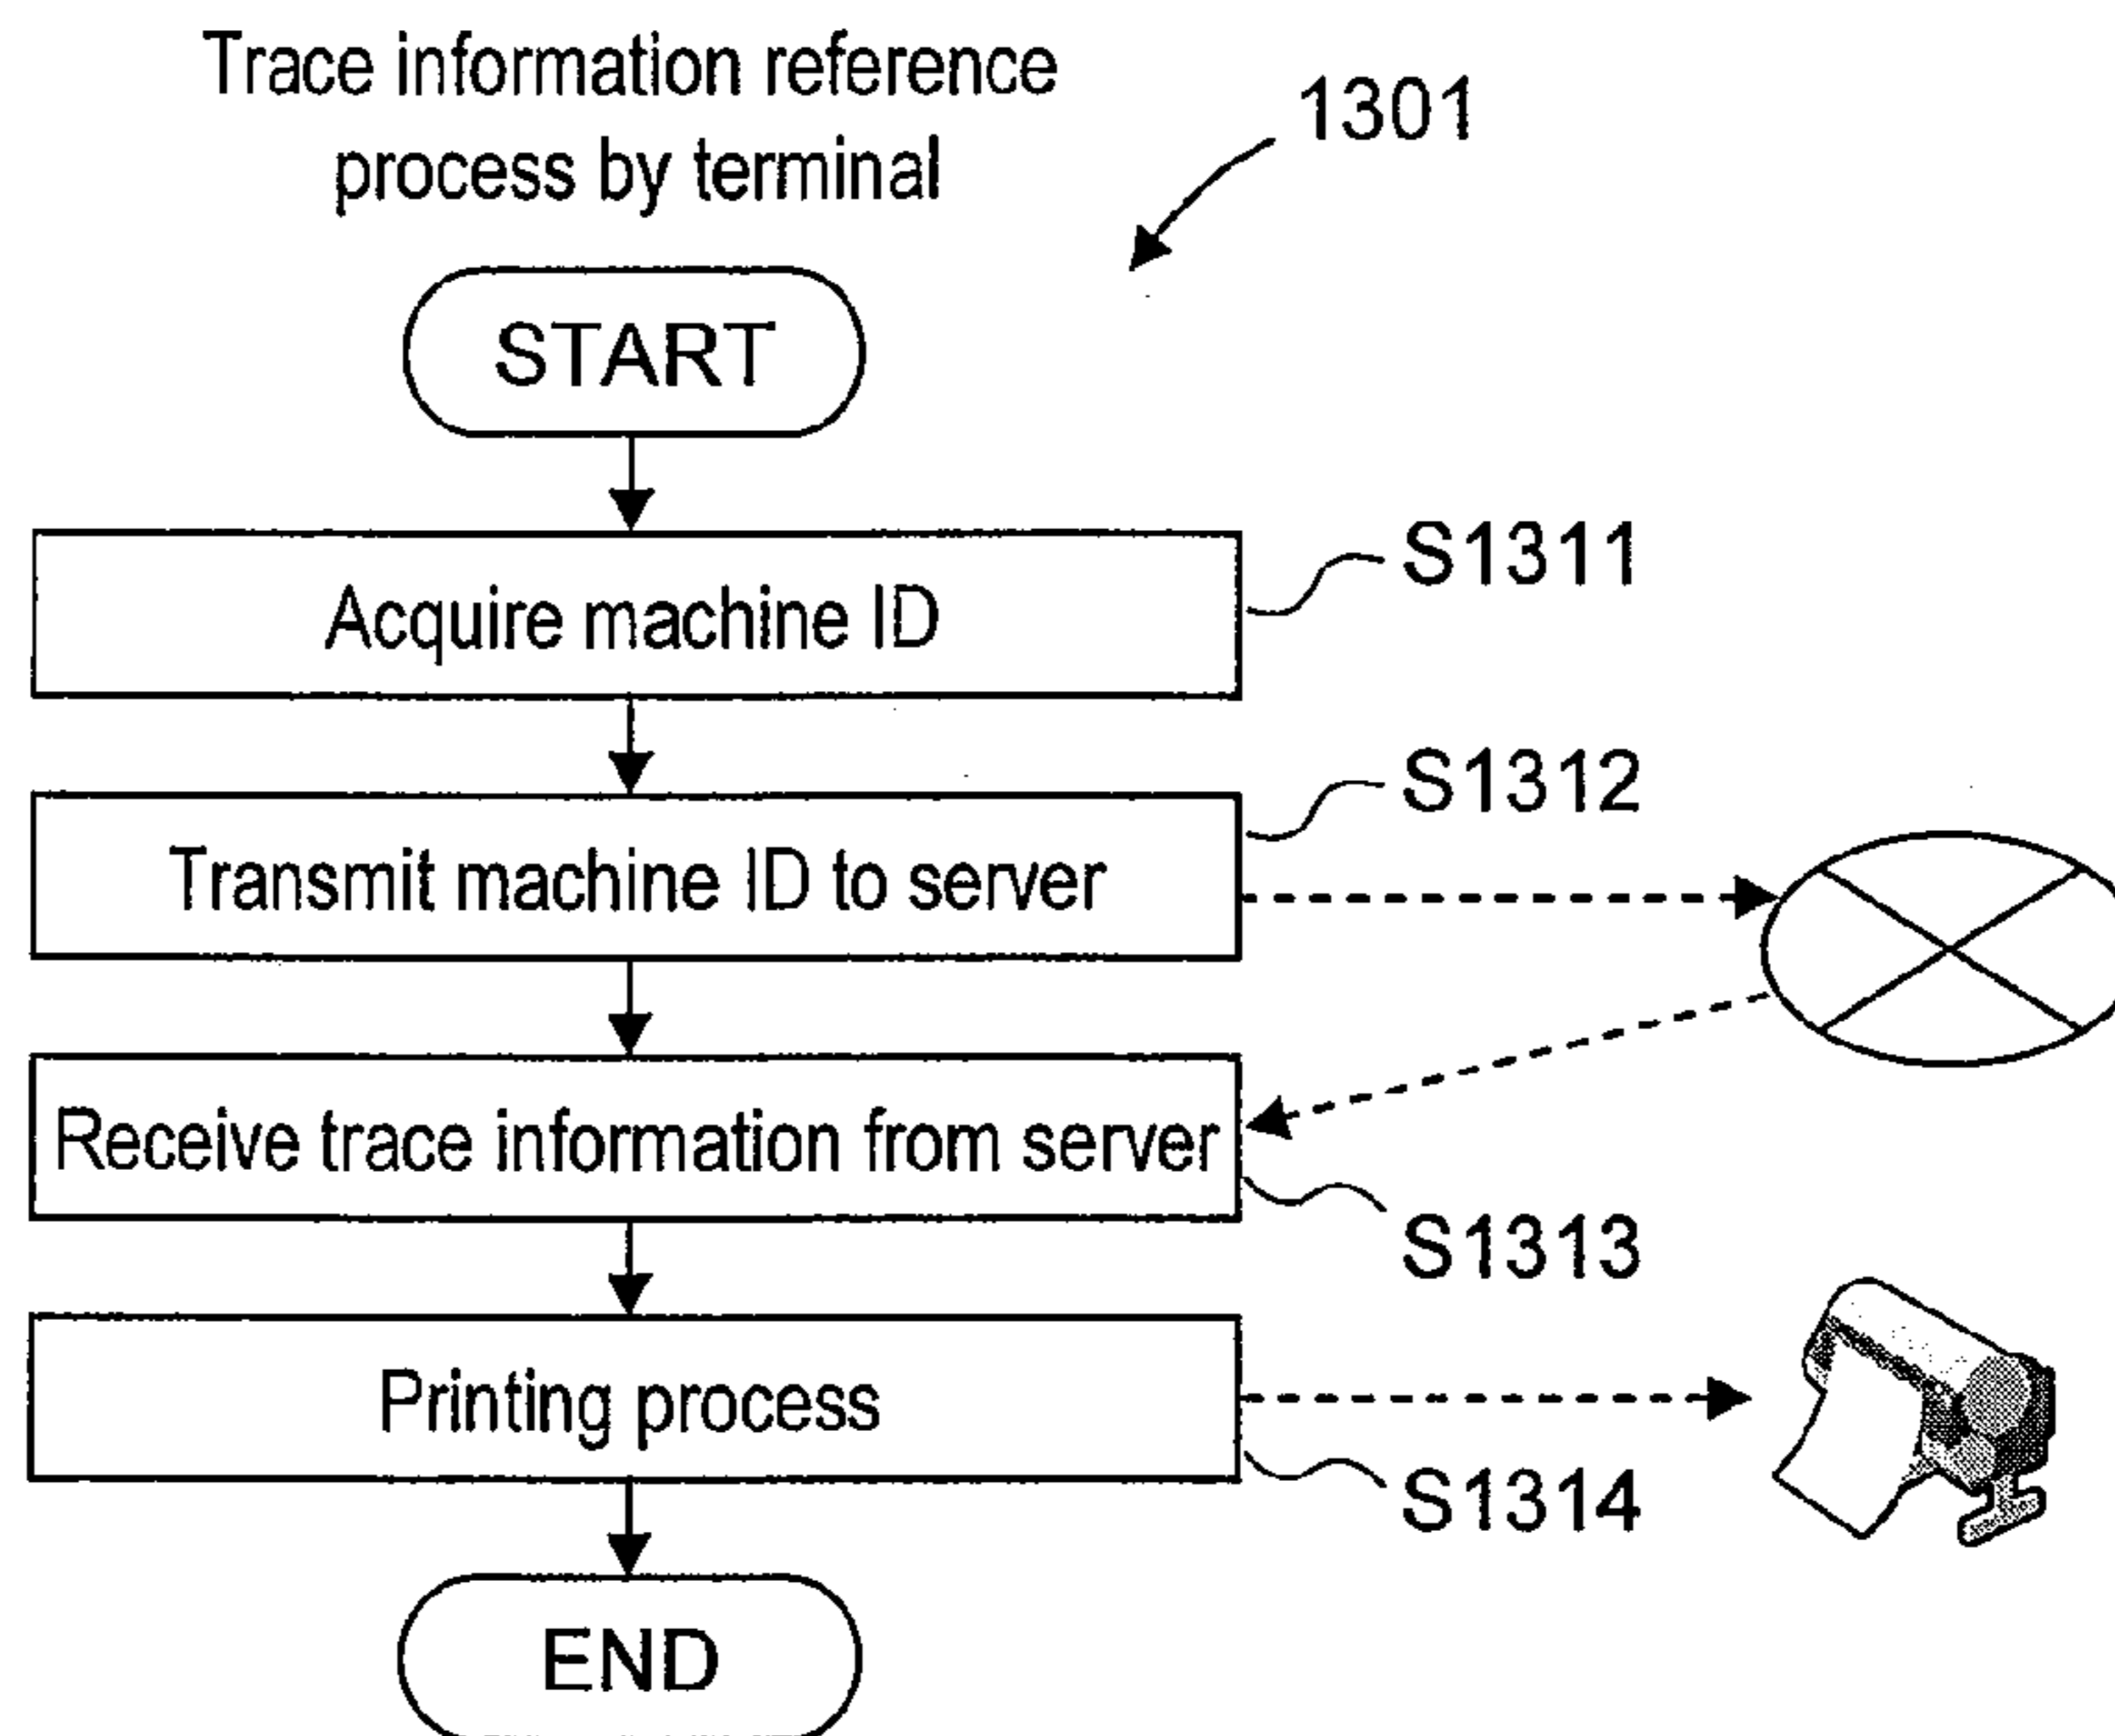 Trace information reference
process by terminal
1301
START
Acquire machine ID
S1311
Transmit machine ID to server
S1312
Receive trace information from server
S1313
Printing process
S1314
END